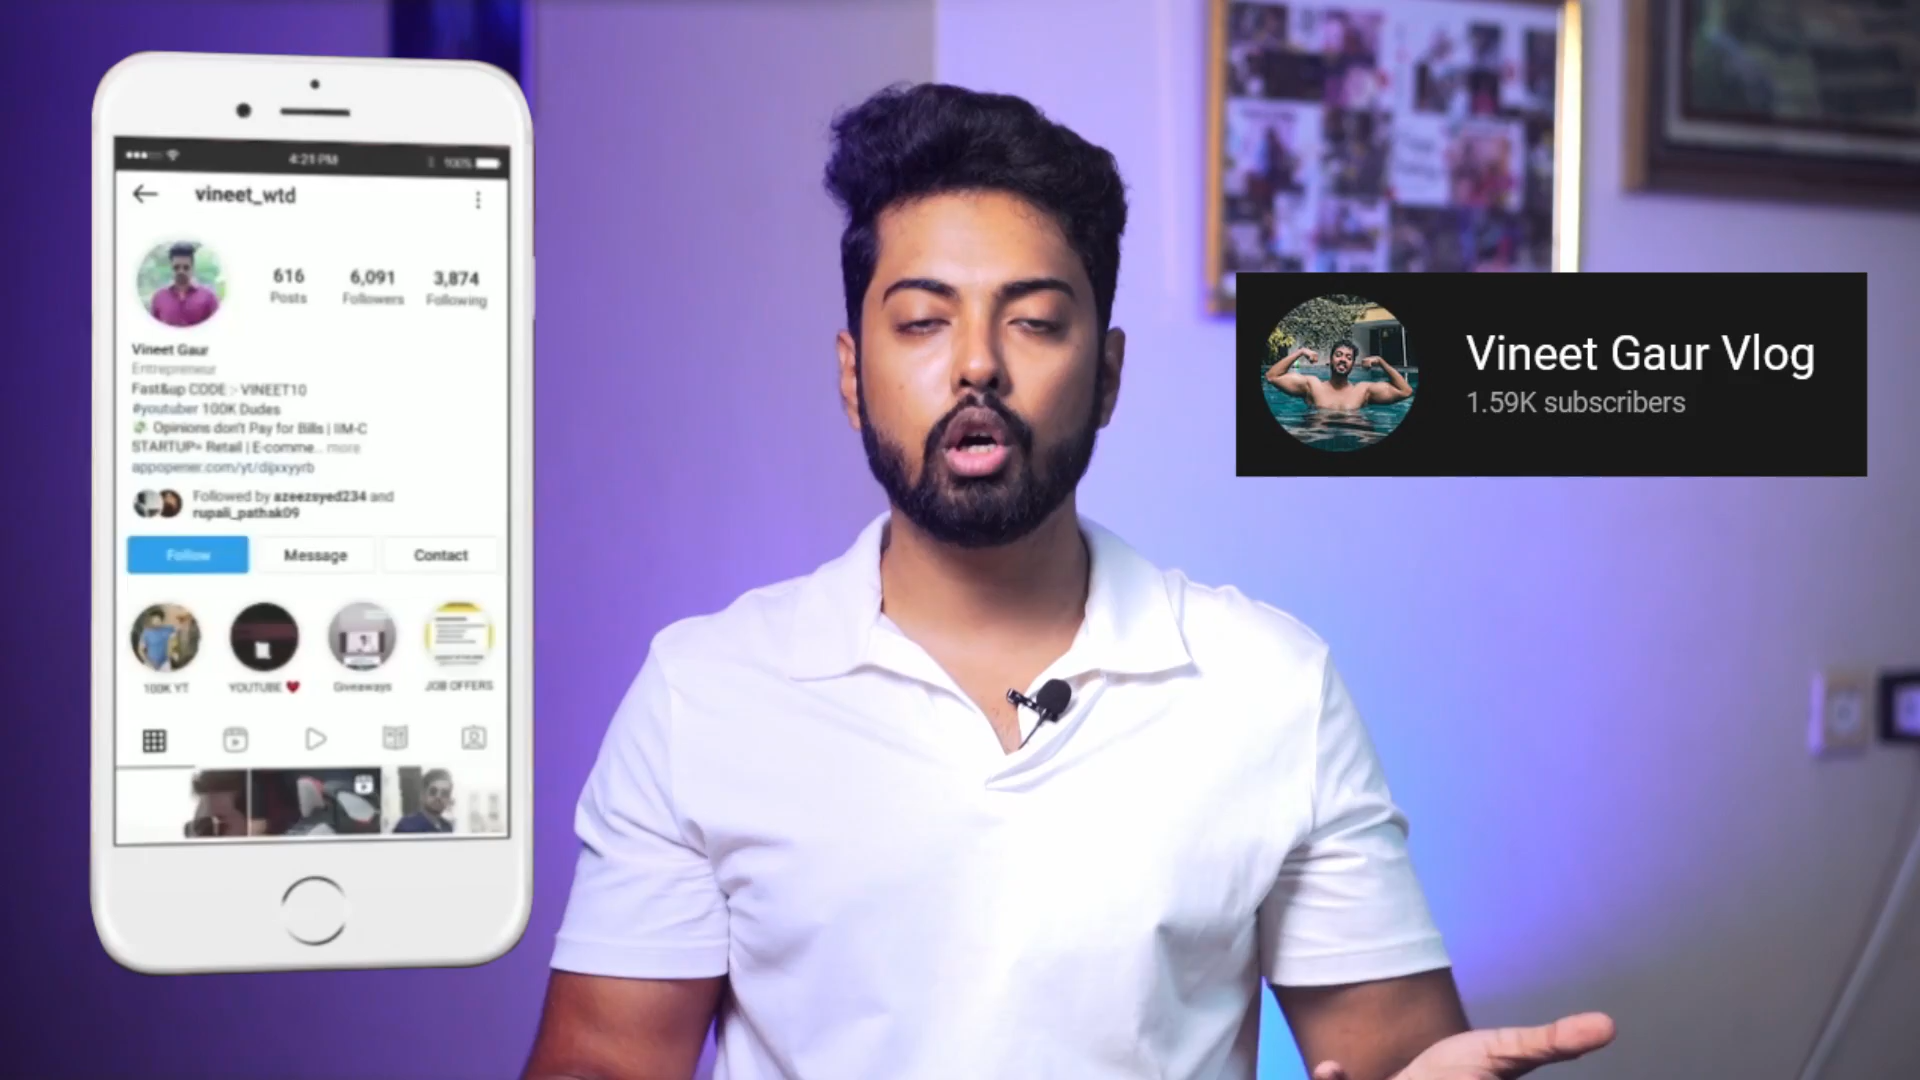 4:21 PM
100%
vineet_wtd
616
6,091
3,874
Posts
Followers
Following
Vineet Gaur
Entrepreneur
Fast&up CODE :- VINEET10
#youtuber 100K Dudes
Opinions don't Pay for Bills | IIM-C
STARTUP= Retail | E-comme... more
appopener.com/yt/dijxxyyrb
Followed by azeezsyed234 and
rupali_pathak09
Follow
Message
Contact
100K YT
YOUTUBE
Giveaways
JOB OFFERS
Vineet Gaur Vlog
1.59K subscribers